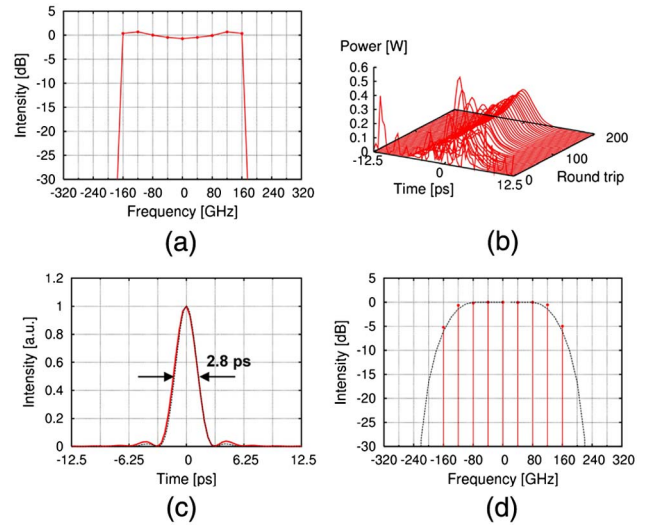 Intensity [dB]
5
0
-5
-10
-15
-20
-25
-30
-320 -240 -160 -80 0 80 160 240 320
Frequency [GHz]
(a)
Power [W]
0.6
0.5
0.4
0.3
0.2
0.1
0
-12.5
0
12.5
Time [ps]
0
100
200
Round trip
(b)
Intensity [a.u.]
1.2
1
0.8
0.6
0.4
0.2
0
2.8 ps
-12.5 -6.25 0 6.25 12.5
Time [ps]
(c)
Intensity [dB]
5
0
-5
-10
-15
-20
-25
-30
-320 -240 -160 -80 0 80 160 240 320
Frequency [GHz]
(d)